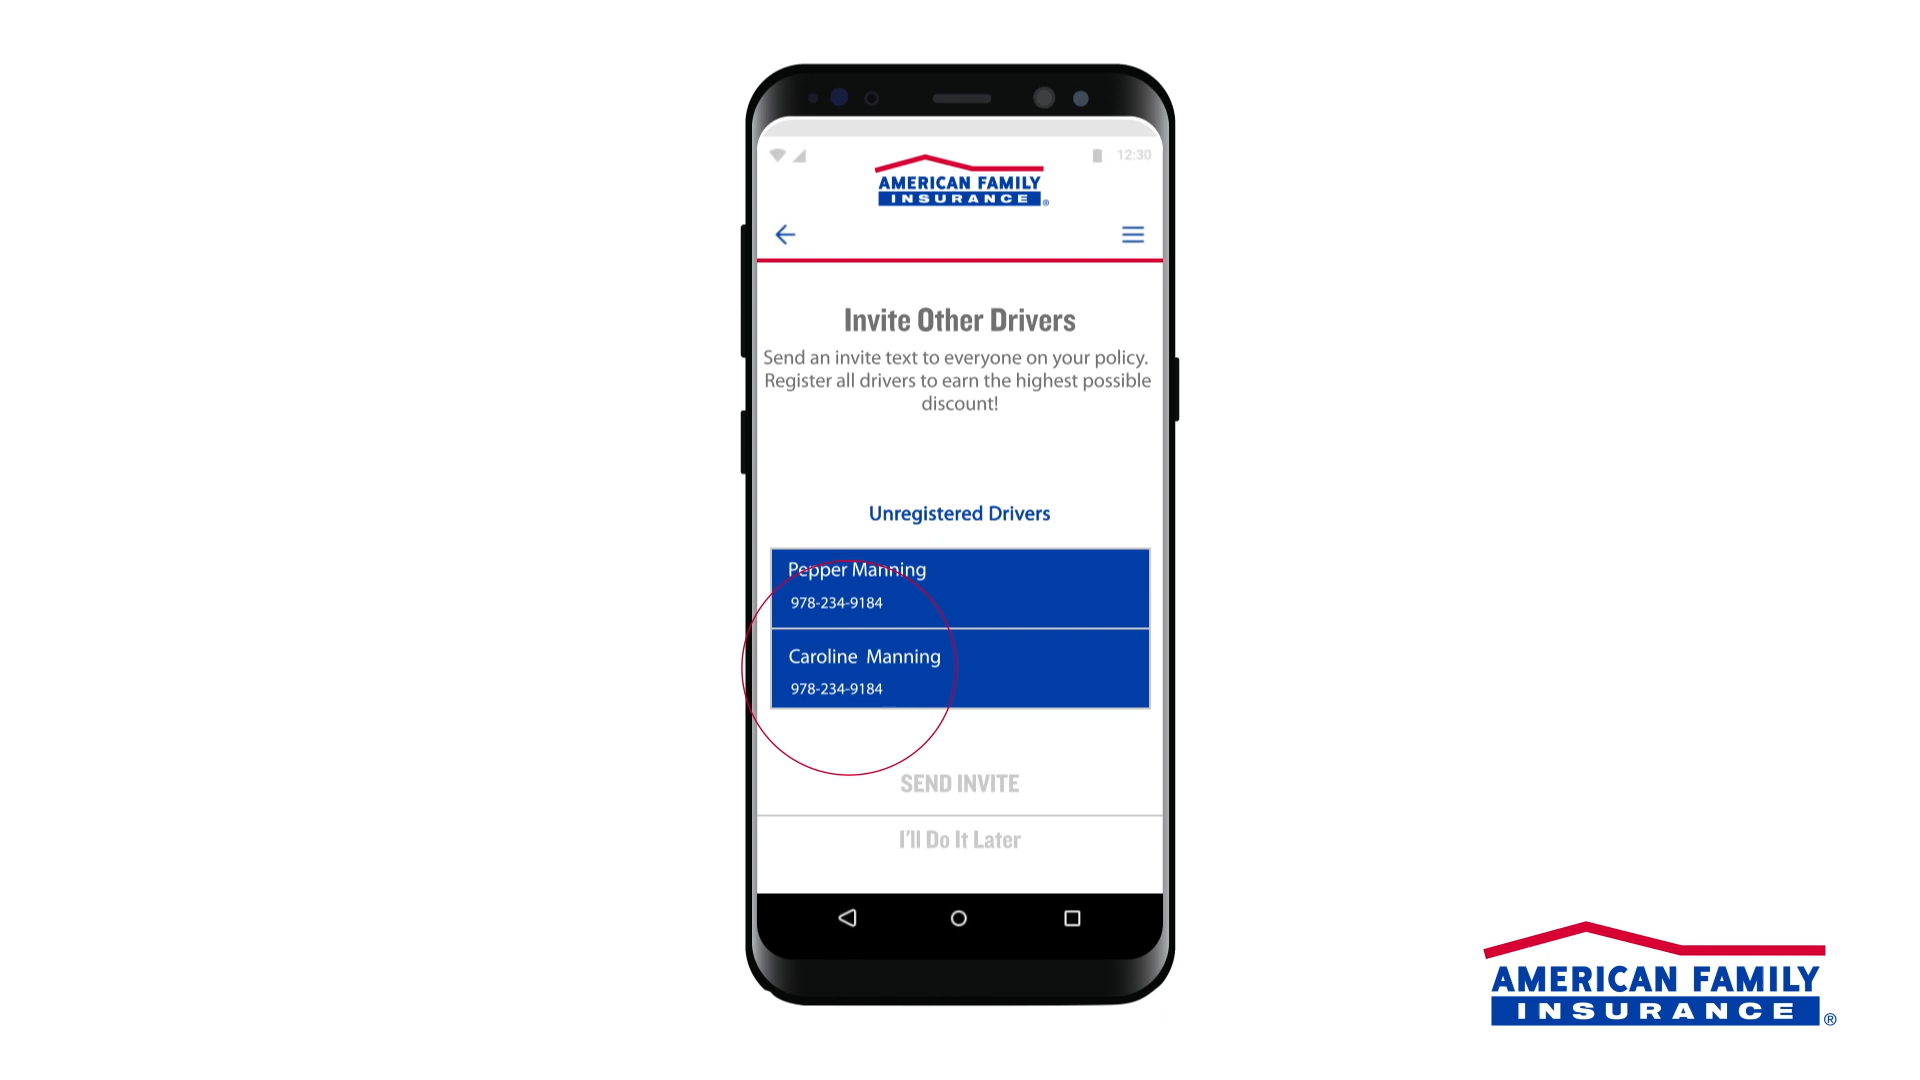 12:30
AMERICAN FAMILY
INSURANCE®
Invite Other Drivers
Send an invite text to everyone on your policy.
Register all drivers to earn the highest possible
discount!
Unregistered Drivers
Pepper Manning
978-234-9184
Caroline Manning
978-234-9184
SEND INVITE
I'll Do It Later
AMERICAN FAMILY
INSURANCE®